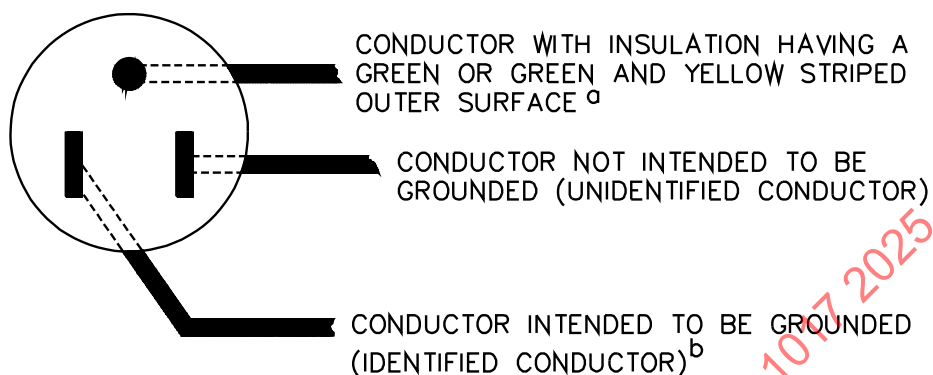 CONDUCTOR WITH INSULATION HAVING A
GREEN OR GREEN AND YELLOW STRIPED
OUTER SURFACE a
CONDUCTOR NOT INTENDED TO BE
GROUNDED (UNIDENTIFIED CONDUCTOR)
CONDUCTOR INTENDED TO BE GROUNDED
(IDENTIFIED CONDUCTOR) b
1017 2025